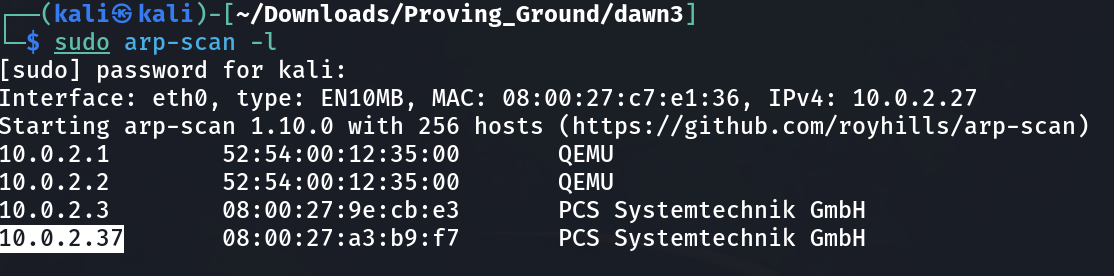 ┌──(kali㉿kali)-[~/Downloads/Proving_Ground/dawn3]
└─$ sudo arp-scan -l
[sudo] password for kali:
Interface: eth0, type: EN10MB, MAC: 08:00:27:c7:e1:36, IPv4: 10.0.2.27
Starting arp-scan 1.10.0 with 256 hosts (https://github.com/royhills/arp-scan)
10.0.2.1 52:54:00:12:35:00 QEMU
10.0.2.2 52:54:00:12:35:00 QEMU
10.0.2.3 08:00:27:9e:cb:e3 PCS Systemtechnik GmbH
10.0.2.37 08:00:27:a3:b9:f7 PCS Systemtechnik GmbH